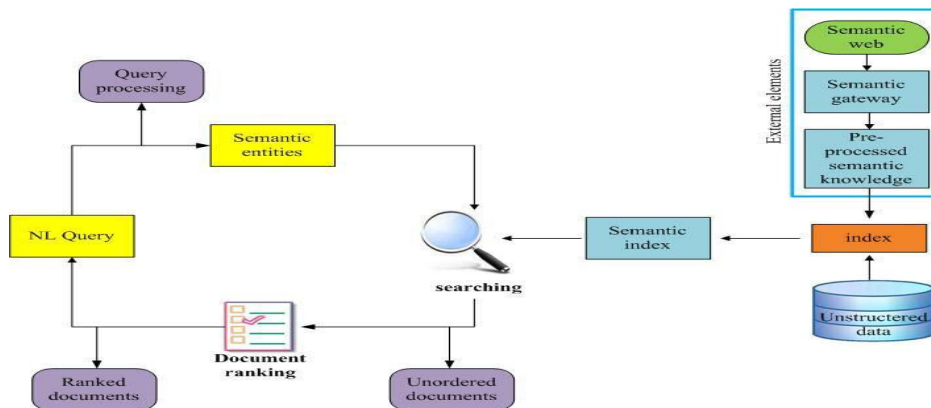 Semantic
web
Semantic
gateway
Pre-
processed
semantic
knowledge
External elements
Query
processing
Semantic
entities
NL Query
searching
Semantic
index
index
Unstructered
data
Document
ranking
Ranked
documents
Unordered
documents